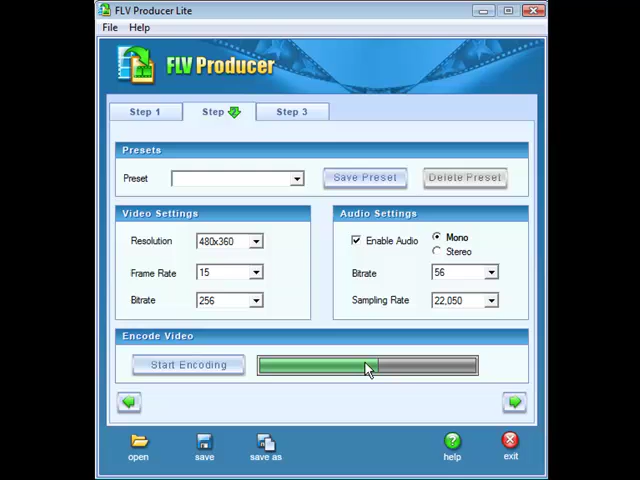 FLV Producer Lite
File Help
FLV Producer
Step 1 Step Step 3
Presets
Preset Save Preset Delete Preset
Video Settings
Resolution 480x360
Frame Rate 15
Bitrate 256
Audio Settings
Enable Audio Mono
Stereo
Bitrate 56
Sampling Rate 22,050
Encode Video
Start Encoding
open save save as help exit